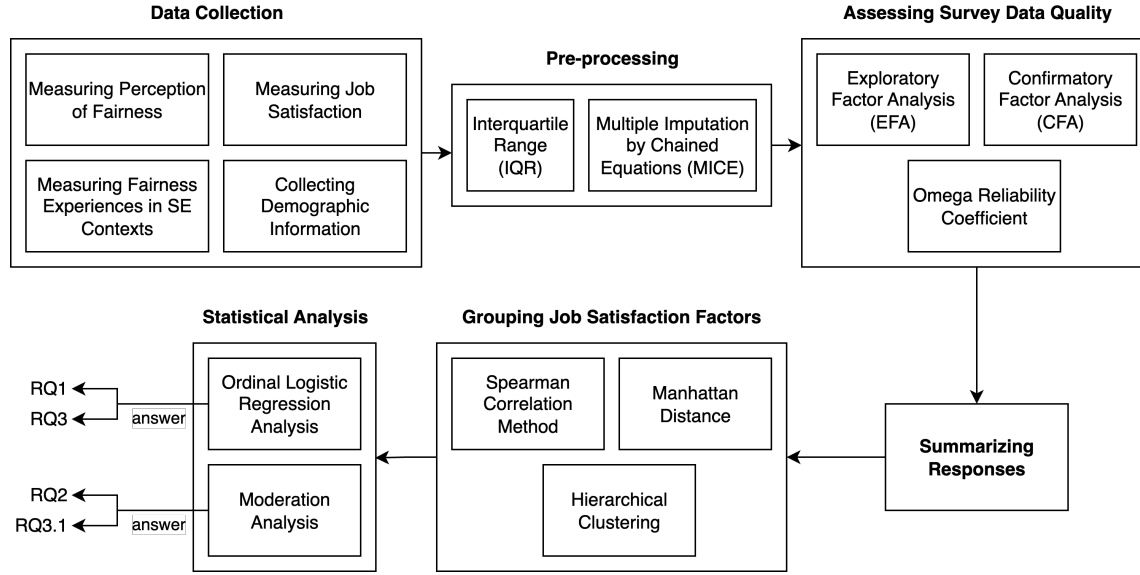 Data Collection
Measuring Perception
of Fairness
Measuring Job
Satisfaction
Measuring Fairness
Experiences in SE
Contexts
Collecting
Demographic
Information
Pre-processing
Interquartile
Range
(IQR)
Multiple Imputation
by Chained
Equations (MICE)
Assessing Survey Data Quality
Exploratory
Factor Analysis
(EFA)
Confirmatory
Factor Analysis
(CFA)
Omega Reliability
Coefficient
Summarizing
Responses
Grouping Job Satisfaction Factors
Spearman
Correlation
Method
Manhattan
Distance
Hierarchical
Clustering
Statistical Analysis
Ordinal Logistic
Regression
Analysis
Moderation
Analysis
answer
RQ1
RQ3
answer
RQ2
RQ3.1